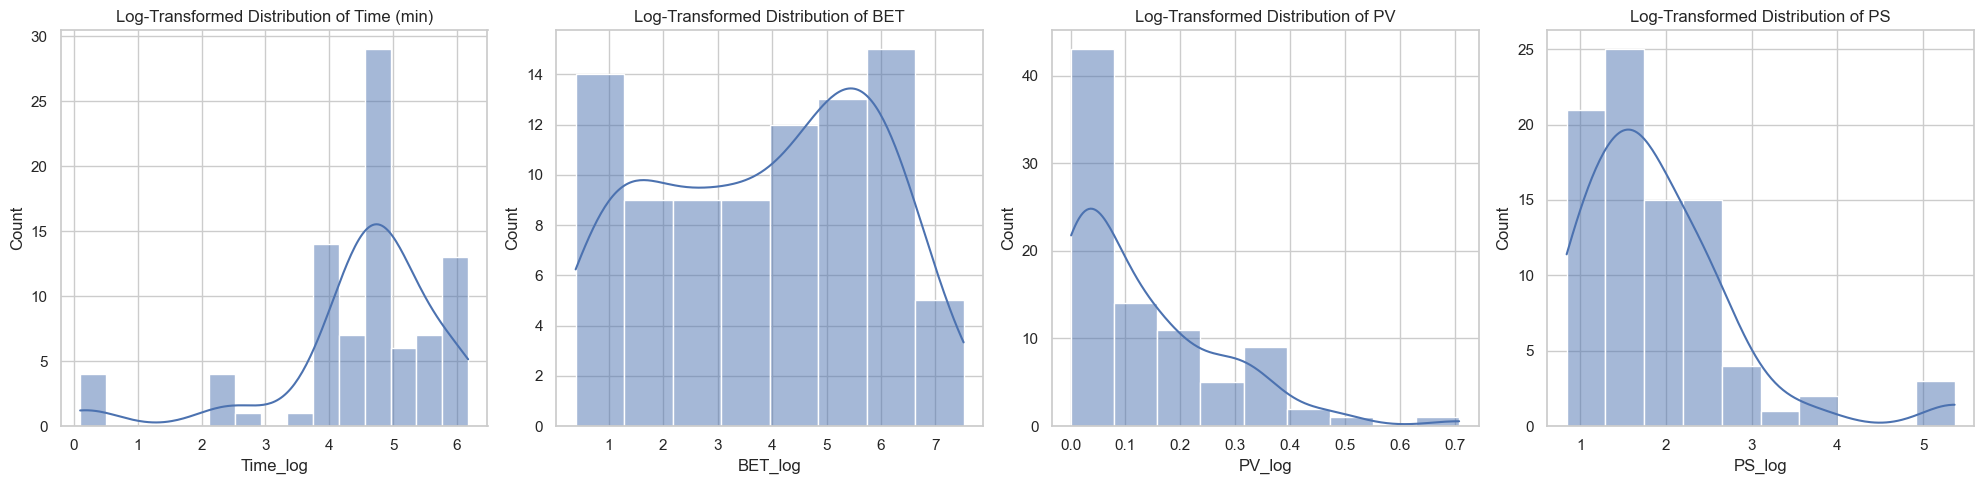 Log-Transformed Distribution of Time (min)
30
25
20
15
10
5
0
Count
0 1 2 3 4 5 6
Time_log
Log-Transformed Distribution of BET
14
12
10
8
6
4
2
0
Count
1 2 3 4 5 6 7
BET_log
Log-Transformed Distribution of PV
40
30
20
10
0
Count
0.0 0.1 0.2 0.3 0.4 0.5 0.6 0.7
PV_log
Log-Transformed Distribution of PS
25
20
15
10
5
0
Count
1 2 3 4 5
PS_log